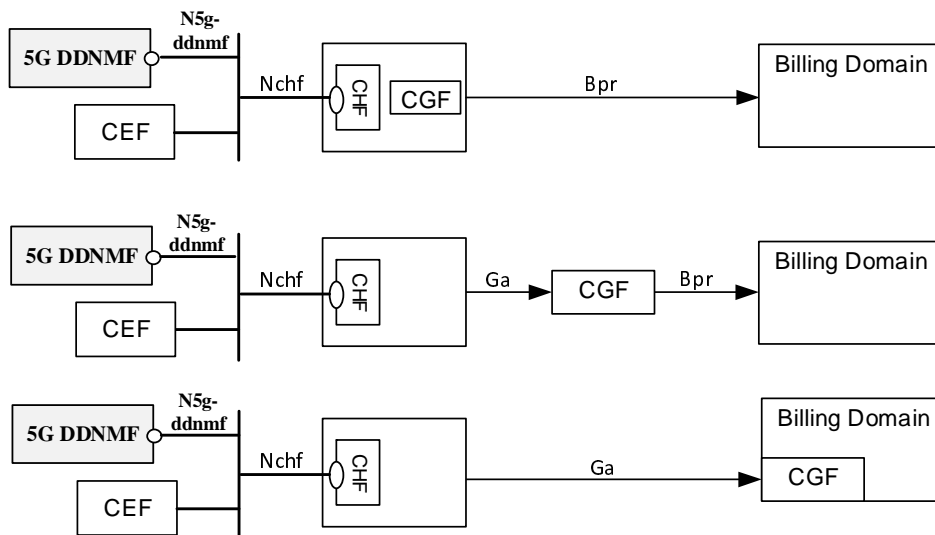 N5g-
ddnmf
5G DDNMF
Nchf
CHF
CGF
Bpr
Billing Domain
CEF
N5g-
ddnmf
5G DDNMF
Nchf
CHF
Ga
CGF
Bpr
Billing Domain
CEF
N5g-
ddnmf
5G DDNMF
Nchf
CHF
Ga
Billing Domain
CGF
CEF